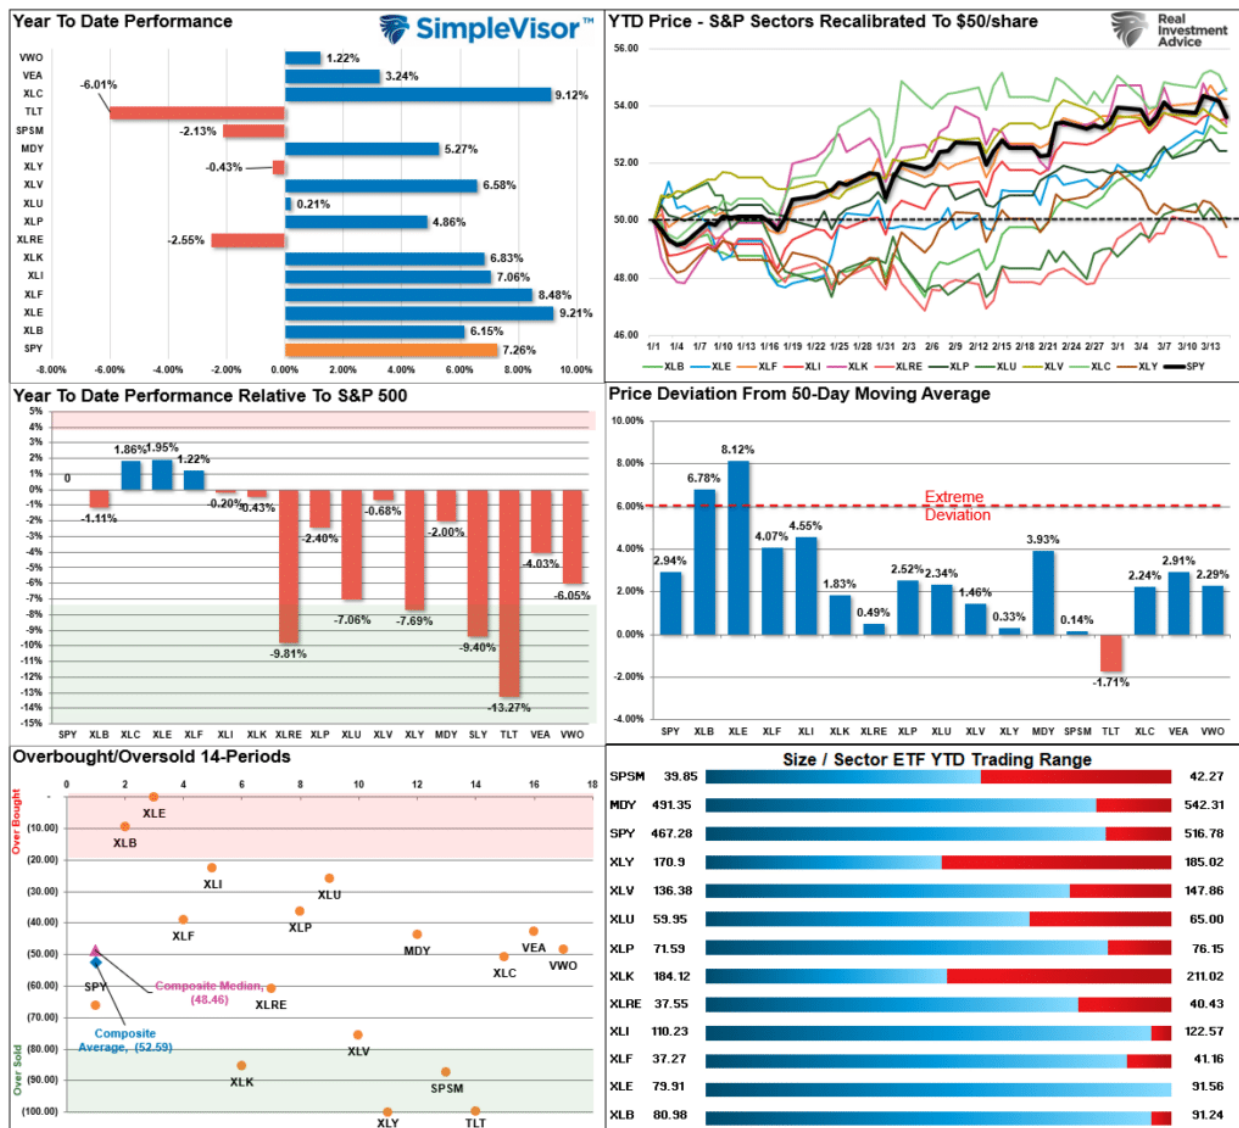 Year To Date Performance
SimpleVisor™
VWO 1.22%
VEA 3.24%
XLC 9.12%
TLT -6.01%
SPSM -2.13%
MDY 5.27%
XLY -0.43%
XLV 6.58%
XLU 0.21%
XLP 4.86%
XLRE -2.55%
XLK 6.83%
XLI 7.06%
XLF 8.48%
XLE 9.21%
XLB 6.15%
SPY 7.26%
-8.00% -6.00% -4.00% -2.00% 0.00% 2.00% 4.00% 6.00% 8.00% 10.00%
YTD Price - S&P Sectors Recalibrated To $50/share
Real
Investment
Advice
56.00
54.00
52.00
50.00
48.00
46.00
1/1 1/4 1/7 1/10 1/13 1/16 1/19 1/22 1/25 1/28 1/31 2/3 2/6 2/9 2/12 2/15 2/18 2/21 2/24 2/27 3/1 3/4 3/7 3/10 3/13
XLB XLE XLF XLI XLK XLRE XLP XLU XLV XLC XLY SPY
Year To Date Performance Relative To S&P 500
5%
4%
3%
2%
1%
0%
-1%
-2%
-3%
-4%
-5%
-6%
-7%
-8%
-9%
-10%
-11%
-12%
-13%
-14%
-15%
0 -1.11% 1.86% 1.95% 1.22% -0.20% -0.43% -9.81% -2.40% -7.06% -0.68% -7.69% -2.00% -9.40% -13.27% -4.03% -6.05%
SPY XLB XLC XLE XLF XLI XLK XLRE XLP XLU XLV XLY MDY SLY TLT VEA VWO
Price Deviation From 50-Day Moving Average
10.00%
8.00%
6.00%
4.00%
2.00%
0.00%
-2.00%
-4.00%
Extreme
Deviation
2.94% 6.78% 8.12% 4.07% 4.55% 1.83% 0.49% 2.52% 2.34% 1.46% 0.33% 3.93% 0.14% -1.71% 2.24% 2.91% 2.29%
SPY XLB XLE XLF XLI XLK XLRE XLP XLU XLV XLY MDY SPSM TLT XLC VEA VWO
Overbought/Oversold 14-Periods
0 2 4 6 8 10 12 14 16 18
Over Bought
Over Sold
-
(10.00)
(20.00)
(30.00)
(40.00)
(50.00)
(60.00)
(70.00)
(80.00)
(90.00)
(100.00)
XLE
XLB
XLI
XLU
XLF
XLP
MDY
VEA
XLC
VWO
SPY
Composite Median,
(48.46)
XLRE
Composite
Average, (52.59)
XLV
XLK
SPSM
XLY
TLT
Size / Sector ETF YTD Trading Range
SPSM 39.85 42.27
MDY 491.35 542.31
SPY 467.28 516.78
XLY 170.9 185.02
XLV 136.38 147.86
XLU 59.95 65.00
XLP 71.59 76.15
XLK 184.12 211.02
XLRE 37.55 40.43
XLI 110.23 122.57
XLF 37.27 41.16
XLE 79.91 91.56
XLB 80.98 91.24